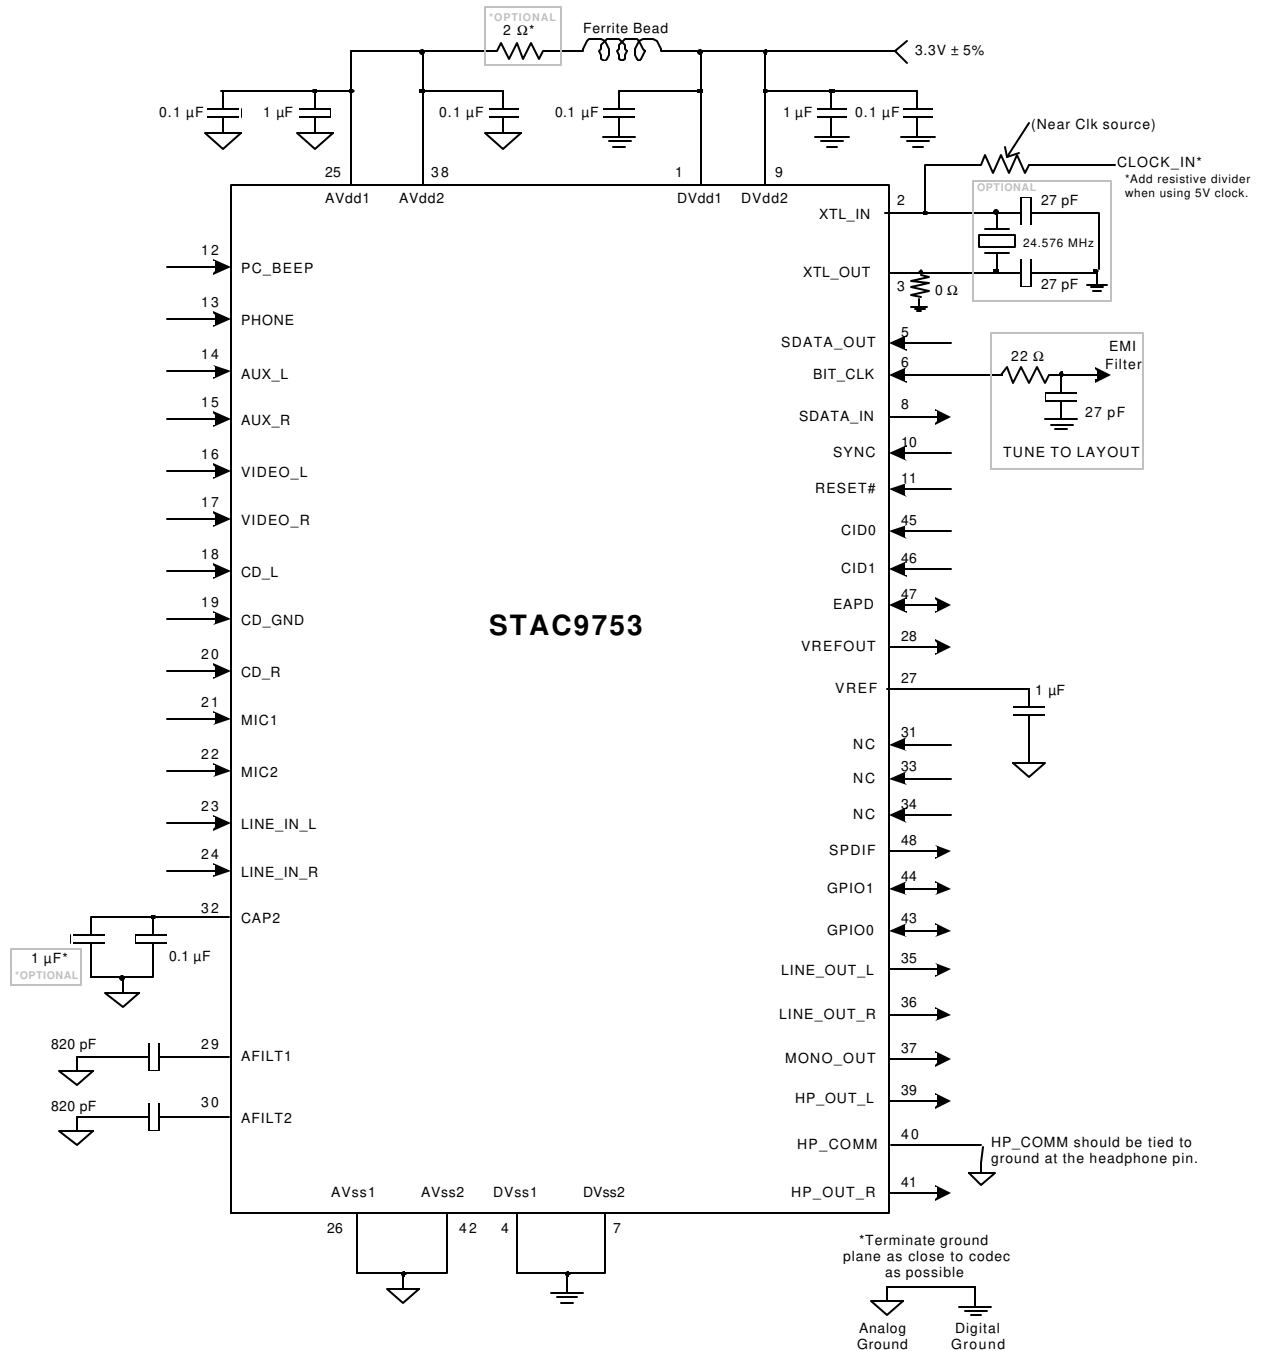 *OPTIONAL
2 Ω*
Ferrite Bead
3.3V ± 5%
0.1 µF
1 µF
0.1 µF
0.1 µF
1 µF
0.1 µF
(Near Clk source)
CLOCK_IN*
*Add resistive divider
when using 5V clock.
25
38
1
9
AVdd1
AVdd2
DVdd1
DVdd2
2
XTL_IN
OPTIONAL
27 pF
24.576 MHz
27 pF
XTL_OUT
3
0 Ω
12
PC_BEEP
13
PHONE
14
AUX_L
15
AUX_R
16
VIDEO_L
17
VIDEO_R
18
CD_L
19
CD_GND
20
CD_R
21
MIC1
22
MIC2
23
LINE_IN_L
24
LINE_IN_R
32
CAP2
1 µF*
*OPTIONAL
0.1 µF
820 pF
29
AFILT1
820 pF
30
AFILT2
STAC9753
SDATA_OUT
5
BIT_CLK
6
22 Ω
EMI
Filter
27 pF
TUNE TO LAYOUT
SDATA_IN
8
SYNC
10
RESET#
11
CID0
45
CID1
46
EAPD
47
VREFOUT
28
VREF
27
1 µF
NC
31
NC
33
NC
34
SPDIF
48
GPIO1
44
GPIO0
43
LINE_OUT_L
35
LINE_OUT_R
36
MONO_OUT
37
HP_OUT_L
39
HP_COMM
40
HP_COMM should be tied to
ground at the headphone pin.
HP_OUT_R
41
AVss1
AVss2
DVss1
DVss2
26
42
4
7
*Terminate ground
plane as close to codec
as possible
Analog
Ground
Digital
Ground